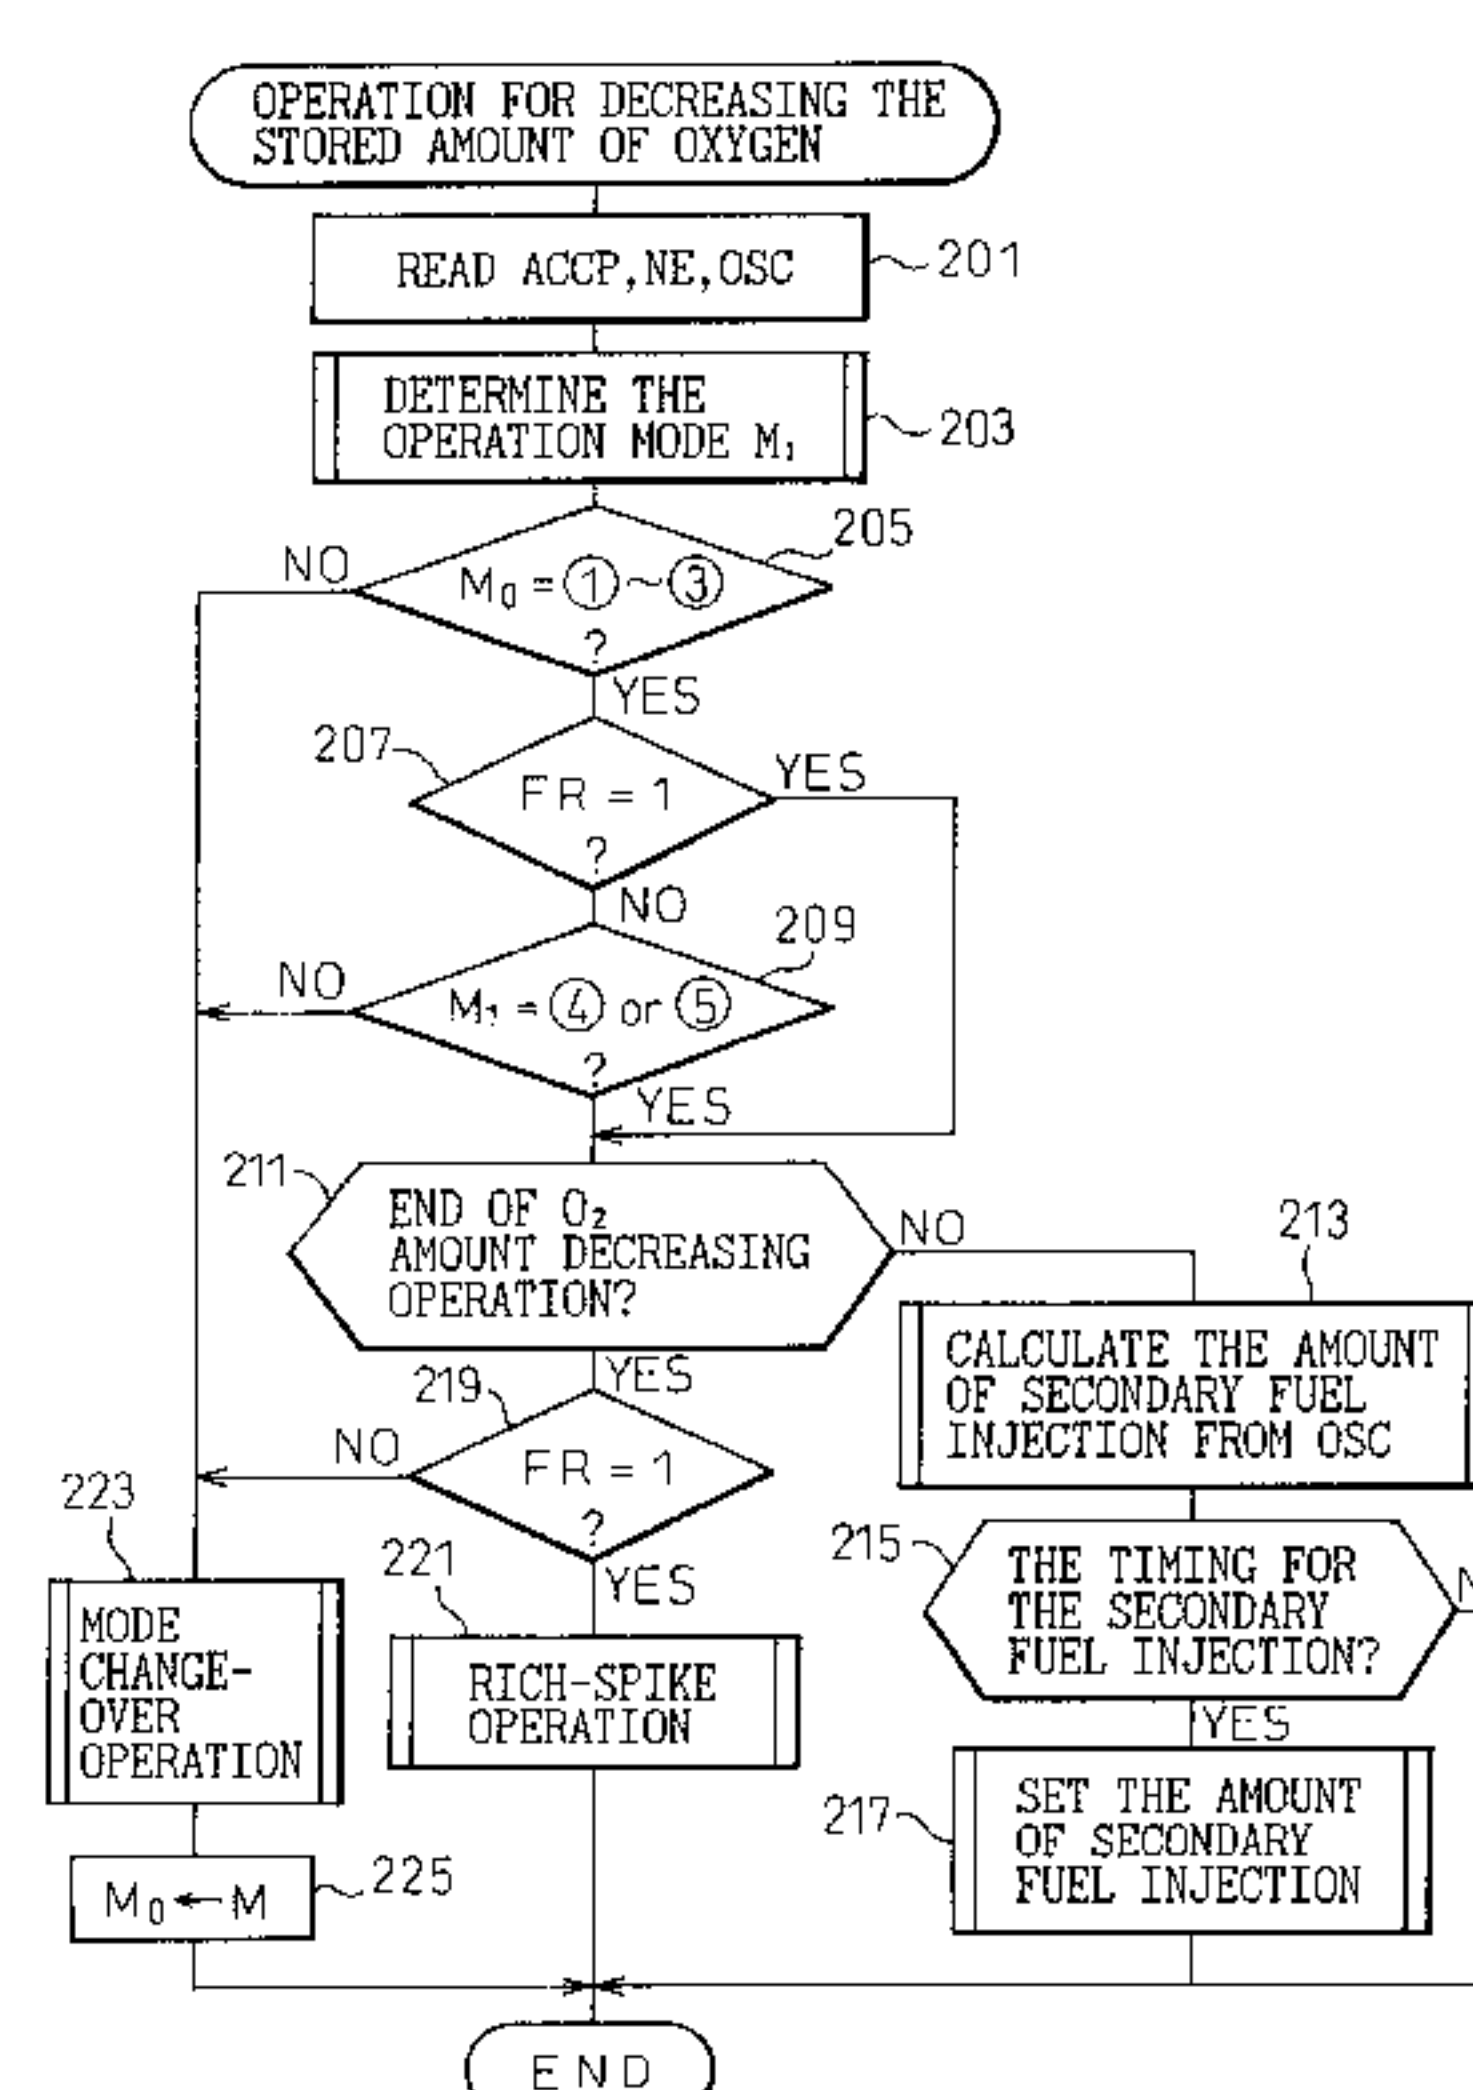 OPERATION FOR DECREASING THE
STORED AMOUNT OF OXYGEN
READ ACCP, NE, OSC
201
DETERMINE THE
OPERATION MODE M₁
203
205
NO
M₀ = ① ~ ③
?
YES
207
YES
FR = 1
?
NO
209
NO
M₁ = ④ or ⑤
?
YES
211
END OF O₂
AMOUNT DECREASING
OPERATION?
NO
213
CALCULATE THE AMOUNT
OF SECONDARY FUEL
INJECTION FROM OSC
YES
219
NO
FR = 1
?
YES
215
THE TIMING FOR
THE SECONDARY
FUEL INJECTION?
YES
217
SET THE AMOUNT
OF SECONDARY
FUEL INJECTION
221
RICH-SPIKE
OPERATION
223
MODE
CHANGE-
OVER
OPERATION
M₀ ← M
225
END